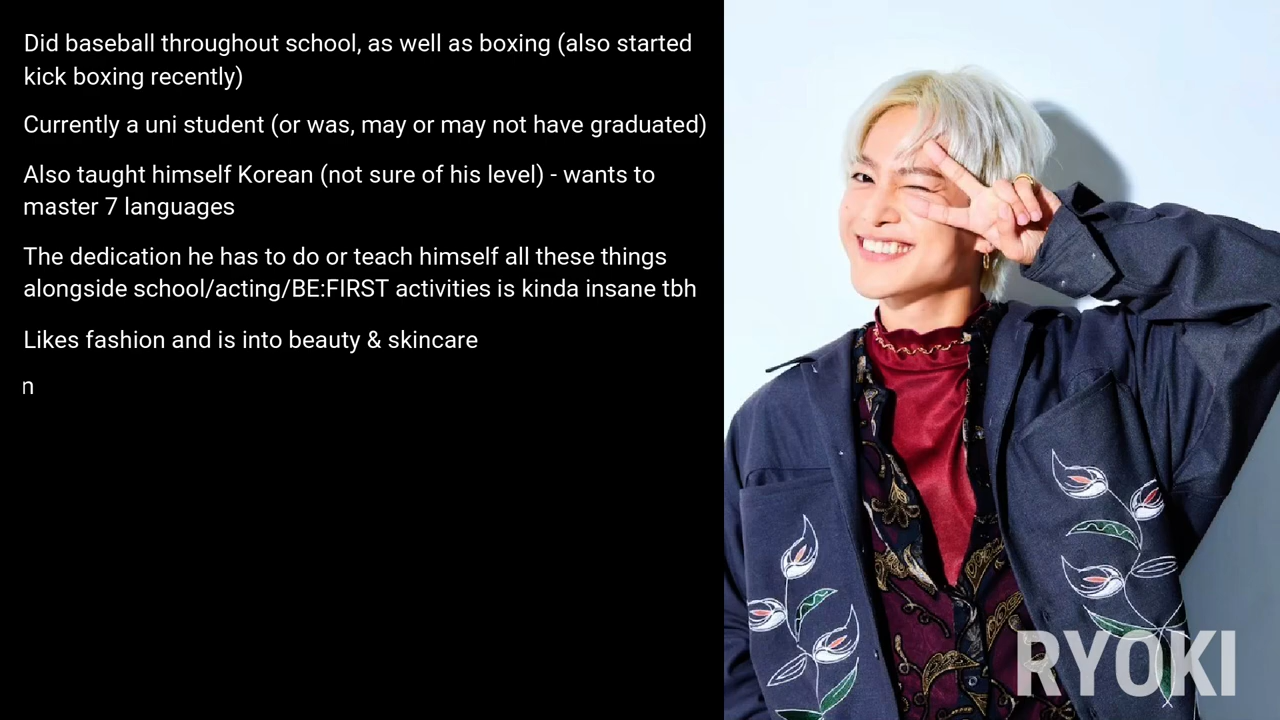 Did baseball throughout school, as well as boxing (also started
kick boxing recently)
Currently a uni student (or was, may or may not have graduated)
Also taught himself Korean (not sure of his level) - wants to
master 7 languages
The dedication he has to do or teach himself all these things
alongside school/acting/BE:FIRST activities is kinda insane tbh
Likes fashion and is into beauty & skincare
n
RYOKI